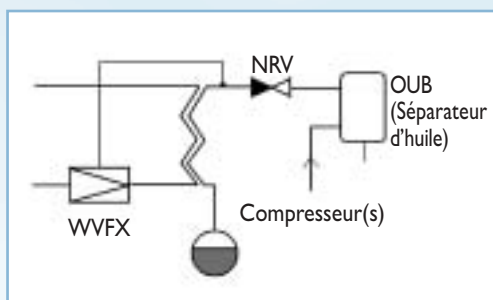 NRV
OUB
(Séparateur
d'huile)
Compresseur(s)
WVFX